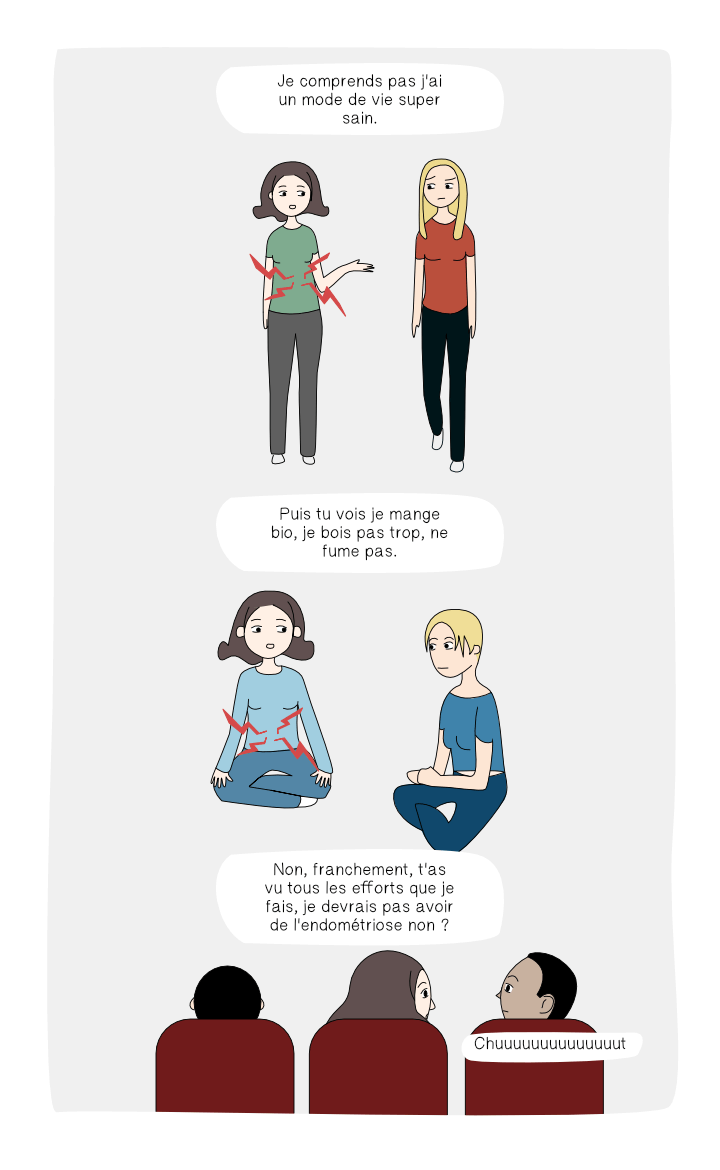 Je comprends pas j'ai
un mode de vie super
sain.
Puis tu vois je mange
bio, je bois pas trop, ne
fume pas.
Non, franchement, t'as
vu tous les efforts que je
fais, je devrais pas avoir
de l'endométriose non ?
Chuuuuuuuuuuuuuut